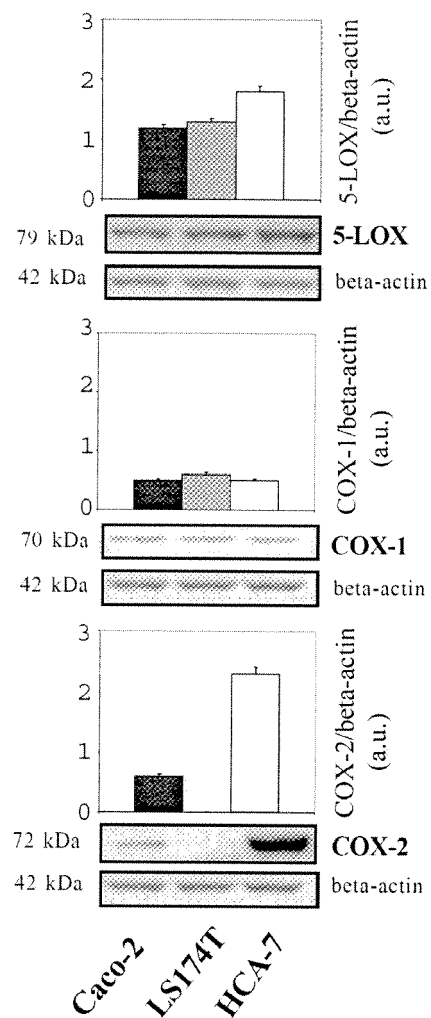 3
2
1
0
5-LOX/beta-actin
(a.u.)
79 kDa
5-LOX
42 kDa
beta-actin
3
2
1
0
COX-1/beta-actin
(a.u.)
70 kDa
COX-1
42 kDa
beta-actin
3
2
1
0
COX-2/beta-actin
(a.u.)
72 kDa
COX-2
42 kDa
beta-actin
Caco-2
LS174T
HCA-7